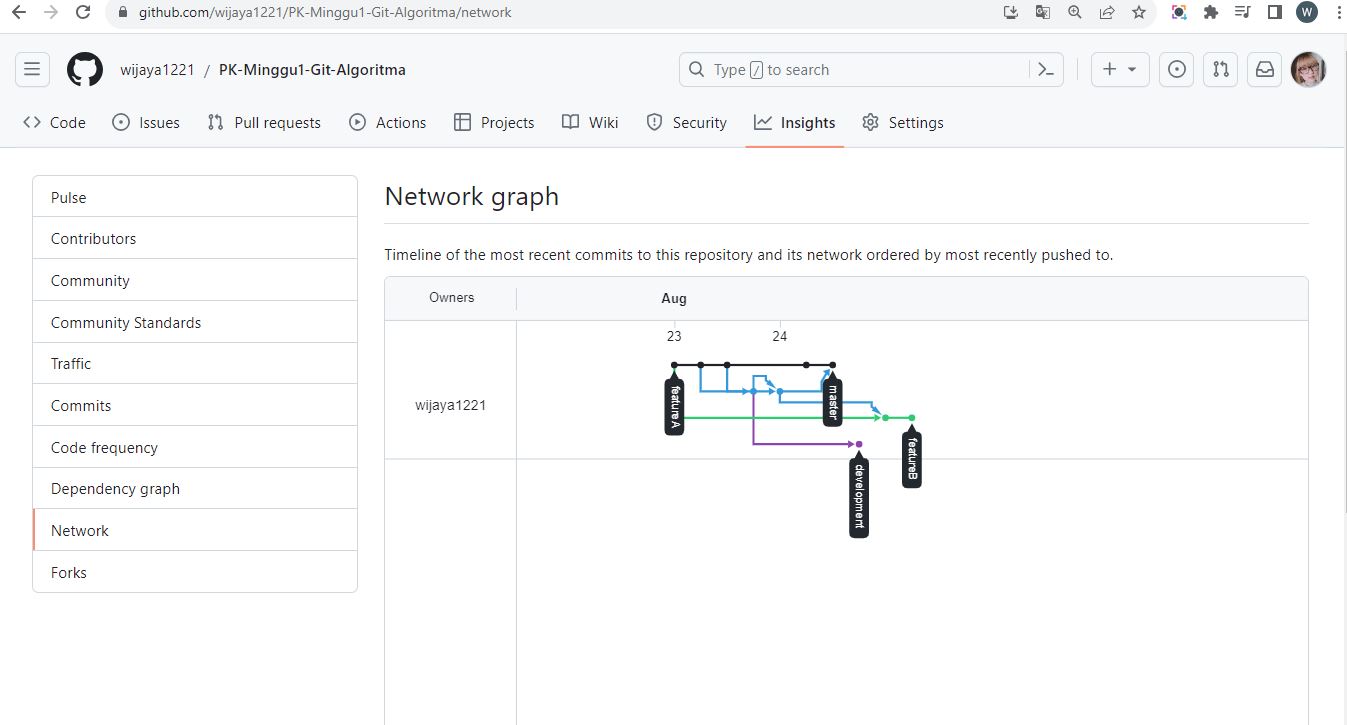 github.com/wijaya1221/PK-Minggu1-Git-Algoritma/network
W
wijaya1221 / PK-Minggu1-Git-Algoritma
Type / to search
Code Issues Pull requests Actions Projects Wiki Security Insights Settings
Pulse
Contributors
Community
Community Standards
Traffic
Commits
Code frequency
Dependency graph
Network
Forks
Network graph
Timeline of the most recent commits to this repository and its network ordered by most recently pushed to.
Owners Aug
23 24
wijaya1221
featureA
master
development
featureB